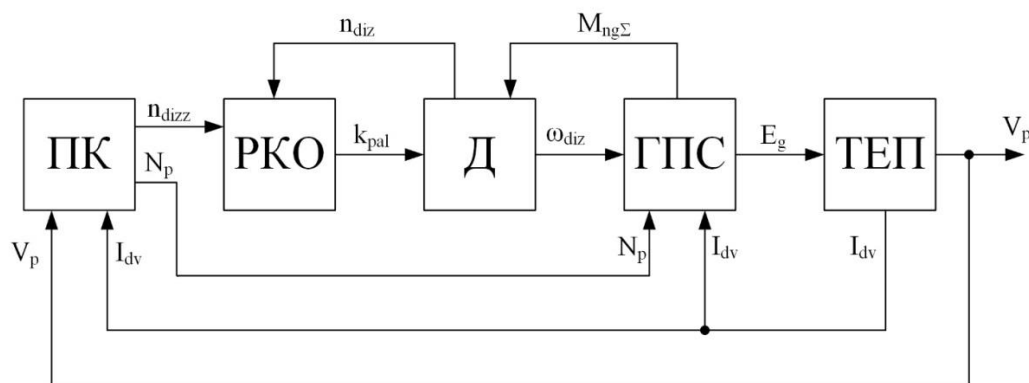 n_diz
M_ngΣ
ПК
n_dizz
N_p
РКО
k_pal
Д
ω_diz
ГПС
E_g
ТЕП
V_p
V_p
I_dv
N_p
I_dv
I_dv